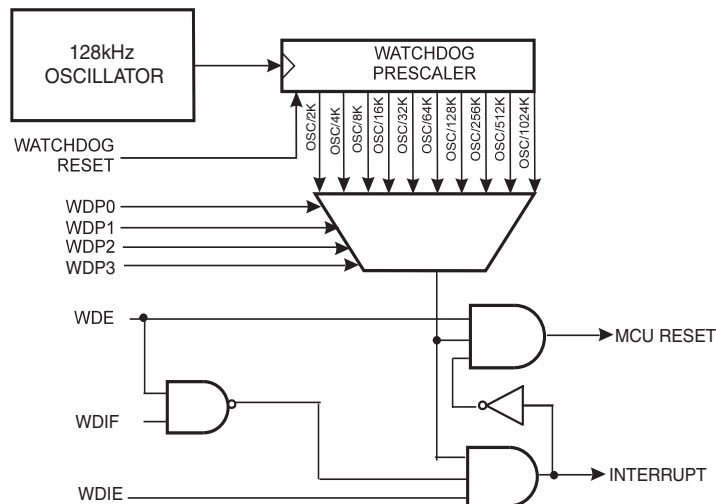 128kHz
OSCILLATOR
WATCHDOG
PRESCALER
WATCHDOG
RESET
OSC/2K
OSC/4K
OSC/8K
OSC/16K
OSC/32K
OSC/64K
OSC/128K
OSC/256K
OSC/512K
OSC/1024K
WDP0
WDP1
WDP2
WDP3
WDE
MCU RESET
WDIF
INTERRUPT
WDIE